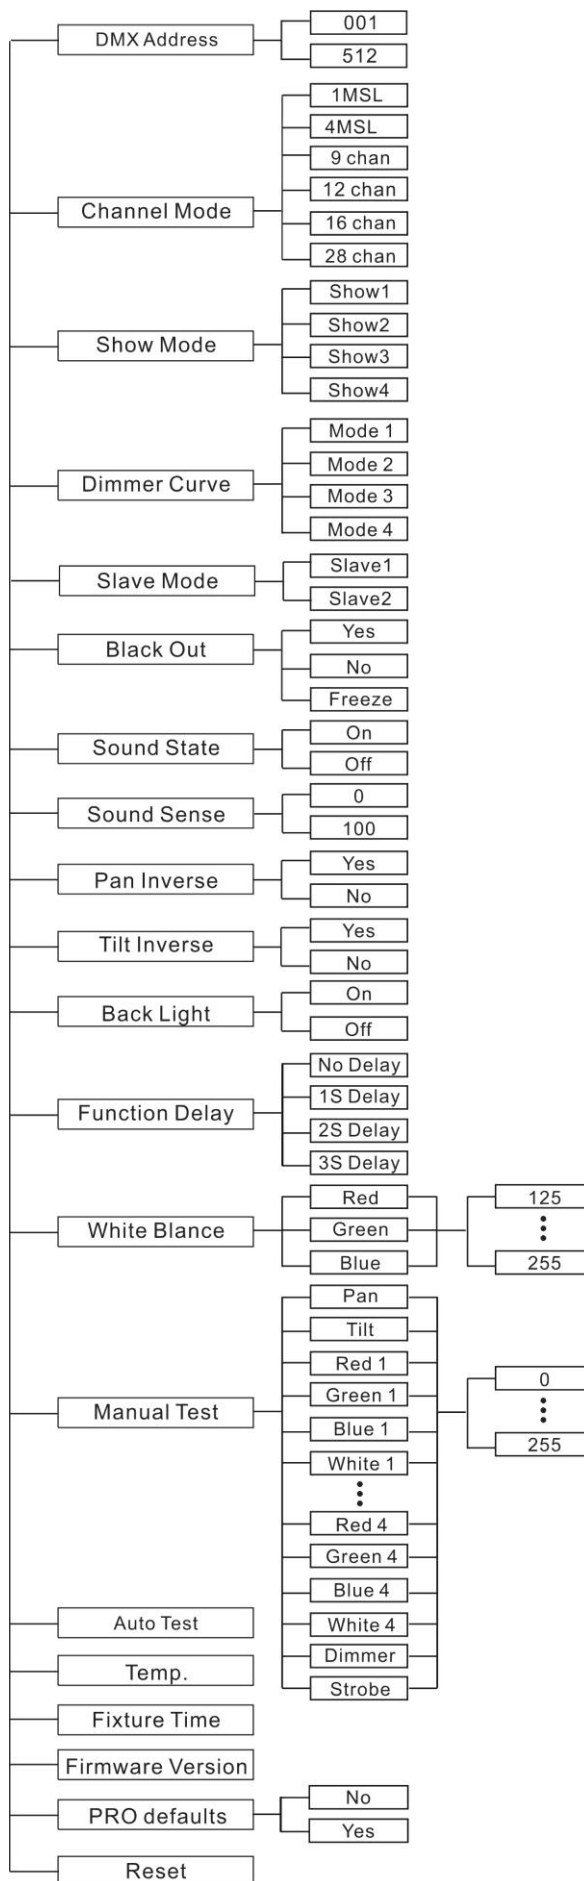 DMX Address
001
512
Channel Mode
1MSL
4MSL
9 chan
12 chan
16 chan
28 chan
Show Mode
Show1
Show2
Show3
Show4
Dimmer Curve
Mode 1
Mode 2
Mode 3
Mode 4
Slave Mode
Slave1
Slave2
Black Out
Yes
No
Freeze
Sound State
On
Off
Sound Sense
0
100
Pan Inverse
Yes
No
Tilt Inverse
Yes
No
Back Light
On
Off
Function Delay
No Delay
1S Delay
2S Delay
3S Delay
White Blance
Red
Green
Blue
125
255
Manual Test
Pan
Tilt
Red 1
Green 1
Blue 1
White 1
Red 4
Green 4
Blue 4
White 4
Dimmer
Strobe
0
255
Auto Test
Temp.
Fixture Time
Firmware Version
PRO defaults
No
Yes
Reset